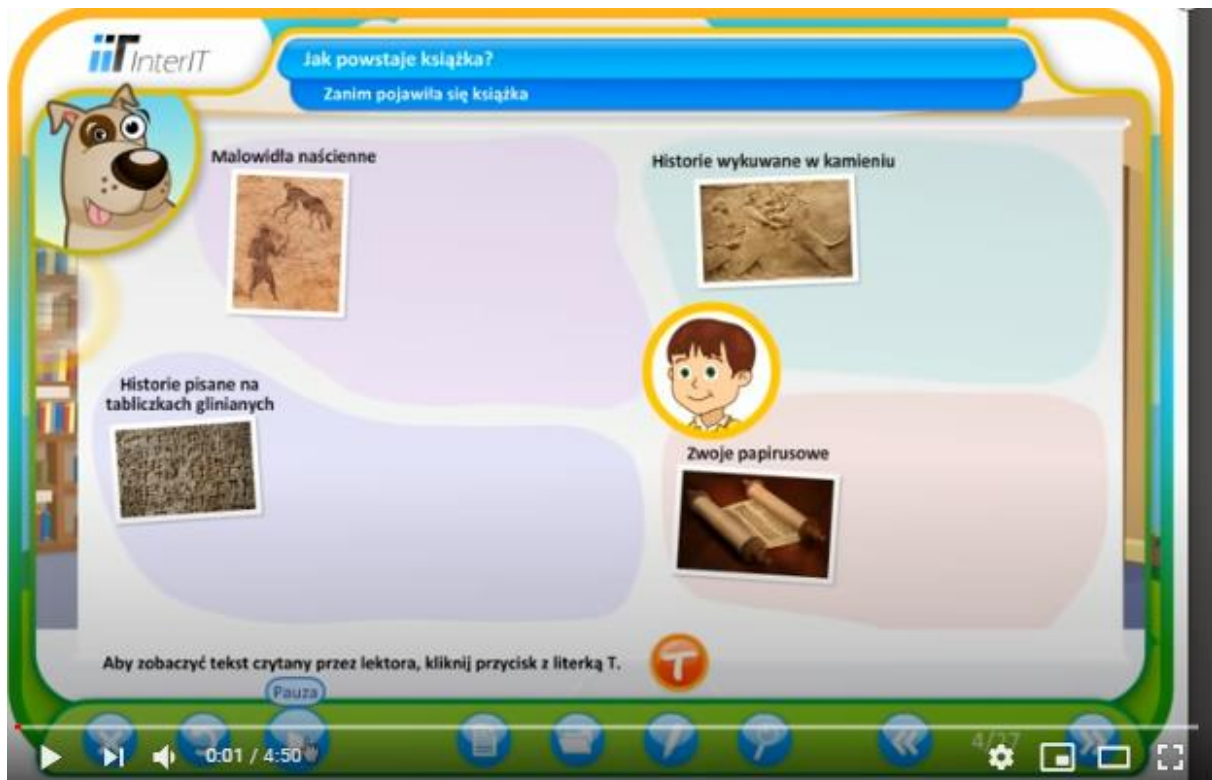 iiT InterIT
Jak powstaje książka?
Zanim pojawiła się książka
Malowidła naścienne
Historie wykuwane w kamieniu
Historie pisane na
tabliczkach glinianych
Zwoje papirusowe
Aby zobaczyć tekst czytany przez lektora, kliknij przycisk z literką T.
T
Pauza
0:01 / 4:50
4/27